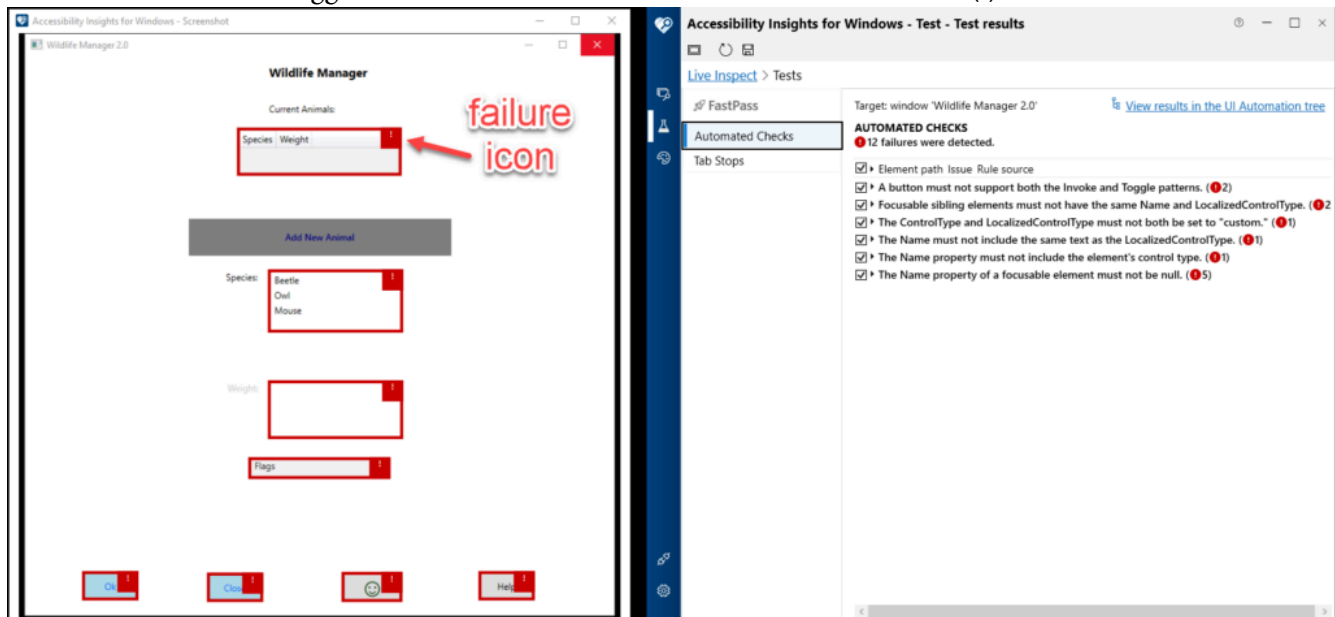 Accessibility Insights for Windows - Screenshot
Wildlife Manager 2.0
Wildlife Manager
Current Animals:
failure
icon
Species Weight
Add New Animal
Species:
Beetle
Owl
Mouse
Weight:
Flags
Ok
Clos
Help
Accessibility Insights for Windows - Test - Test results
Live Inspect > Tests
FastPass
Automated Checks
Tab Stops
Target: window 'Wildlife Manager 2.0'
View results in the UI Automation tree
AUTOMATED CHECKS
12 failures were detected.
Element path Issue Rule source
A button must not support both the Invoke and Toggle patterns. (2)
Focusable sibling elements must not have the same Name and LocalizedControlType. (2
The ControlType and LocalizedControlType must not both be set to "custom." (1)
The Name must not include the same text as the LocalizedControlType. (1)
The Name property must not include the element's control type. (1)
The Name property of a focusable element must not be null. (5)